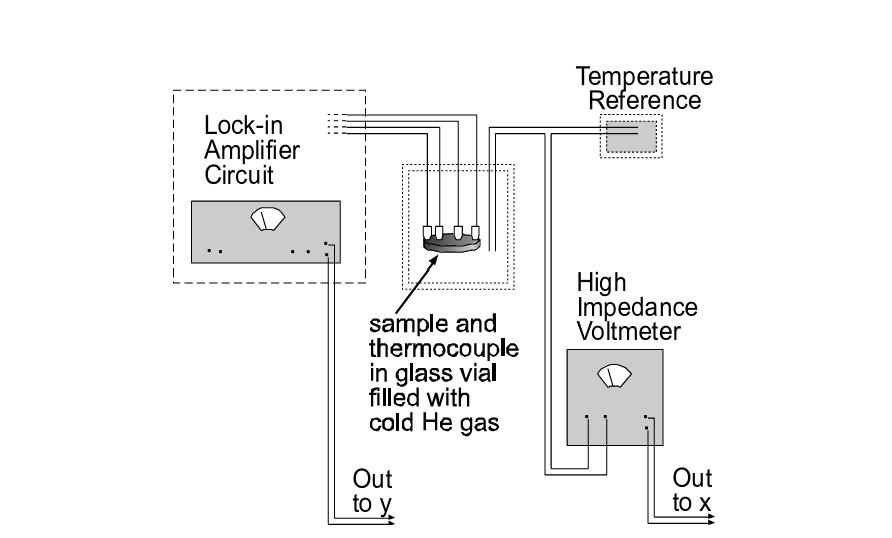 Temperature
Reference
Lock-in
Amplifier
Circuit
High
Impedance
Voltmeter
sample and
thermocouple
in glass vial
filled with
cold He gas
Out
to y
Out
to x